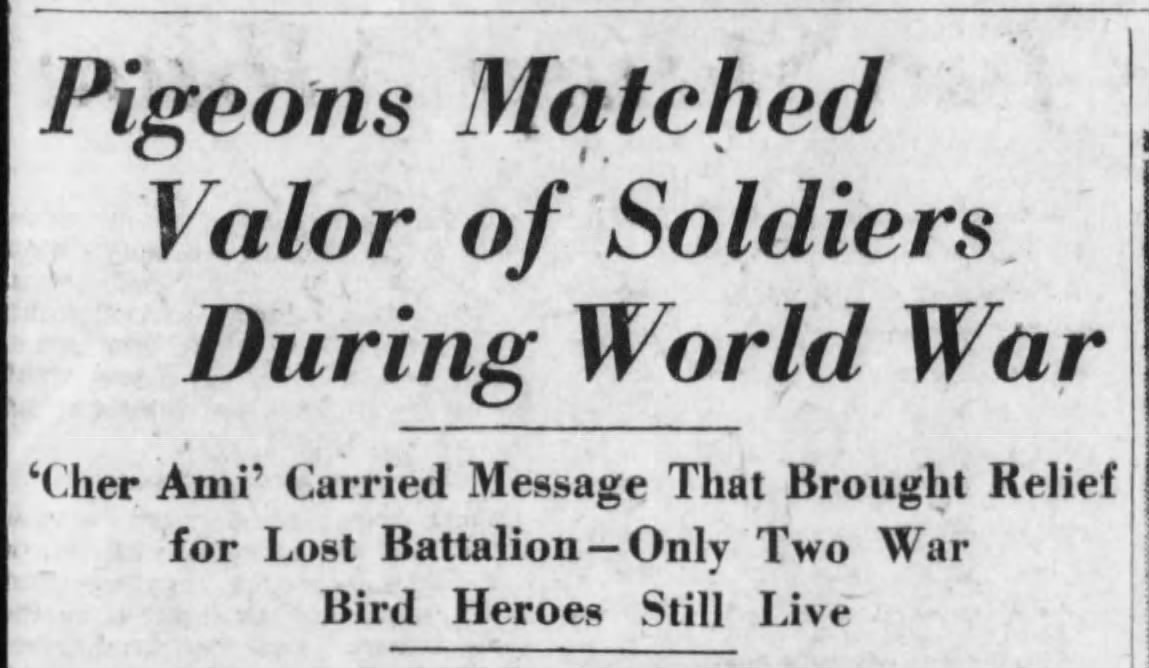 Pigeons Matched
Valor of Soldiers
During World War
'Cher Ami' Carried Message That Brought Relief
for Lost Battalion—Only Two War
Bird Heroes Still Live